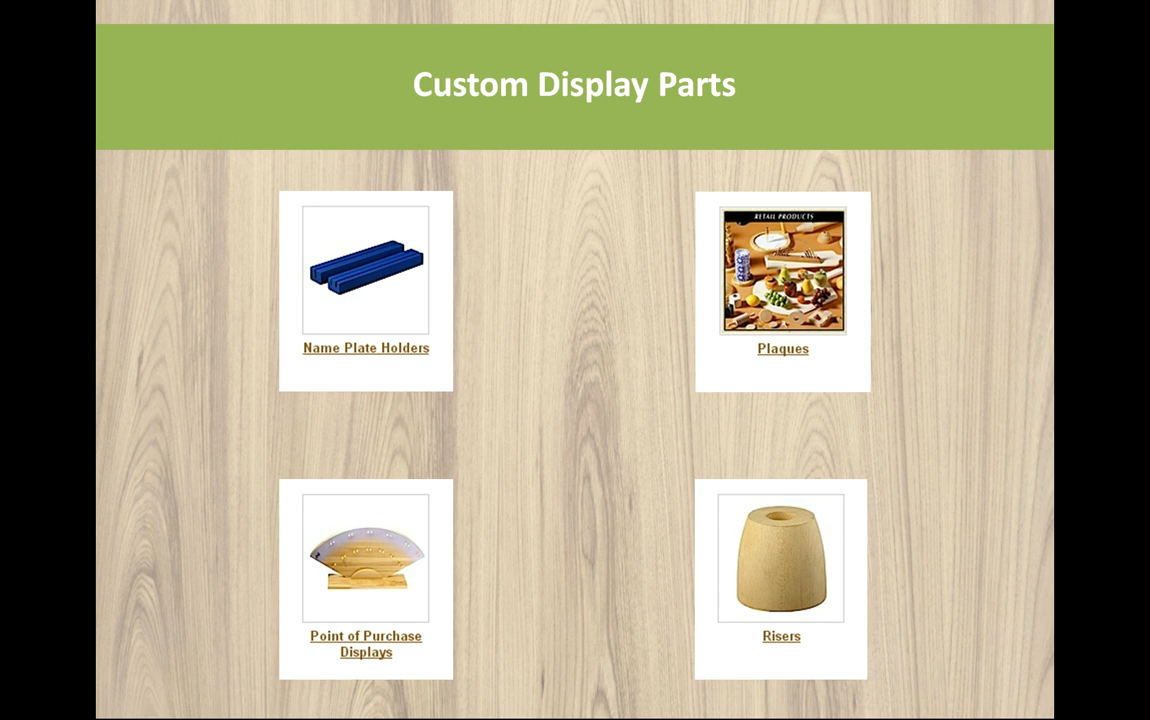 Custom Display Parts
RETAIL PRODUCTS
Name Plate Holders
Plaques
Point of Purchase
Displays
Risers